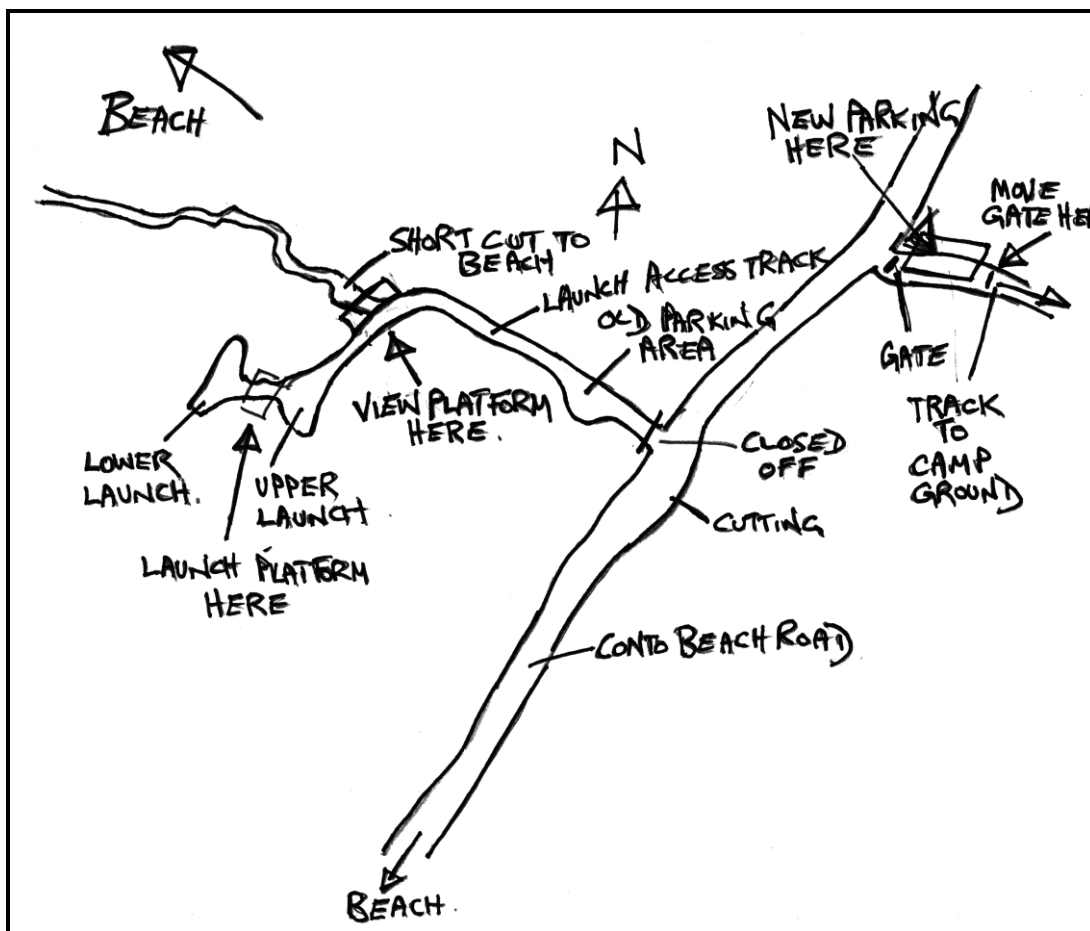 BEACH
N
NEW PARKING
HERE
MOVE
GATE HE
SHORT CUT TO
BEACH
LAUNCH ACCESS TRACK
OLD PARKING
AREA
GATE
VIEW PLATFORM
HERE.
TRACK
TO
CAMP
GROUND
CLOSED
OFF
LOWER
LAUNCH.
UPPER
LAUNCH
CUTTING
LAUNCH PLATFORM
HERE
CONTO BEACH ROAD
BEACH.